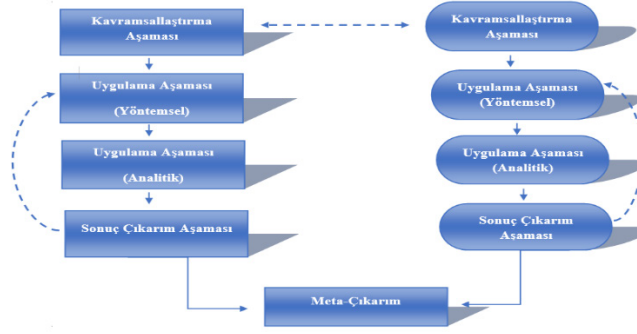 Kavramsallaştırma
Aşaması
Uygulama Aşaması
(Yöntemsel)
Uygulama Aşaması
(Analitik)
Sonuç Çıkarım Aşaması
Kavramsallaştırma
Aşaması
Uygulama Aşaması
(Yöntemsel)
Uygulama Aşaması
(Analitik)
Sonuç Çıkarım
Aşaması
Meta-Çıkarım